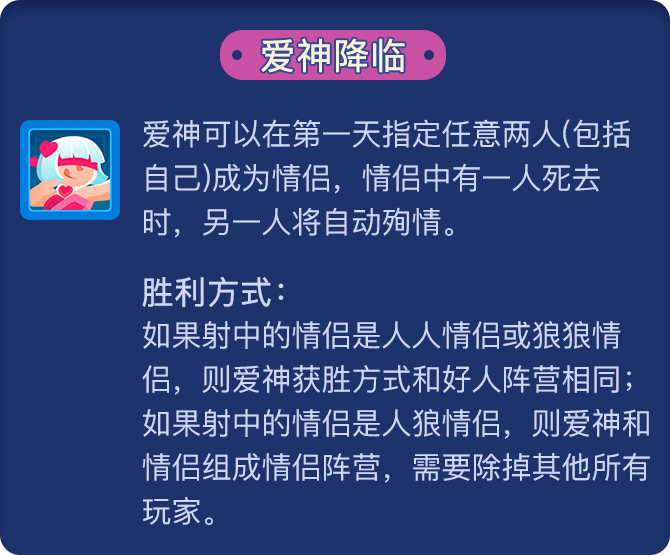 爱神降临
爱神可以在第一天指定任意两人(包括
自己)成为情侣，情侣中有一人死去
时，另一人将自动殉情。
胜利方式：
如果射中的情侣是人人情侣或狼狼情
侣，则爱神获胜方式和好人阵营相同；
如果射中的情侣是人狼情侣，则爱神和
情侣组成情侣阵营，需要除掉其他所有
玩家。